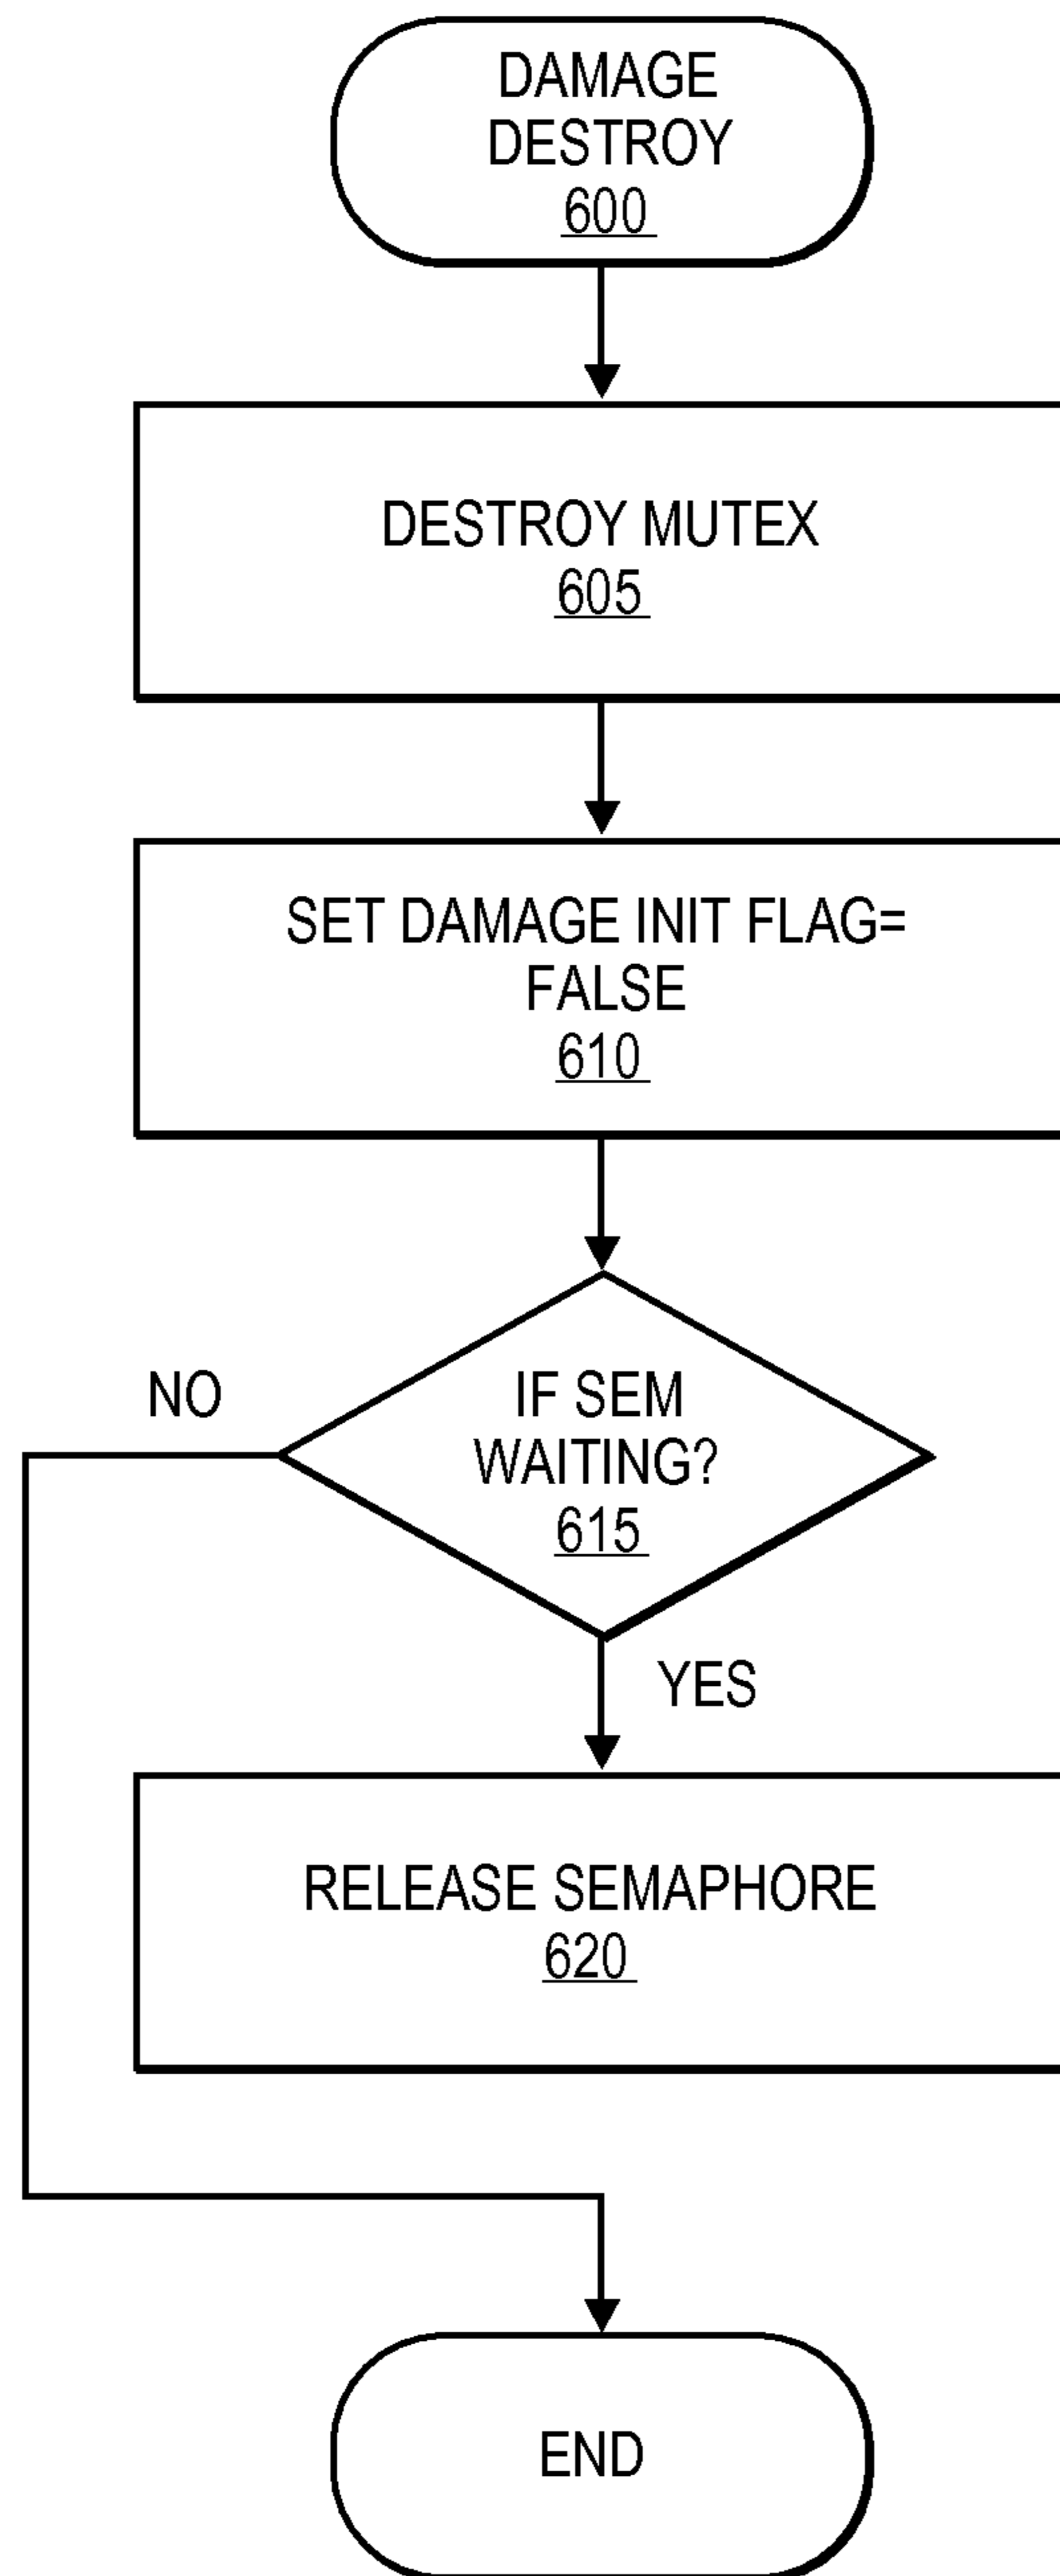 DAMAGE
DESTROY
600
DESTROY MUTEX
605
SET DAMAGE INIT FLAG=
FALSE
610
NO
IF SEM
WAITING?
615
YES
RELEASE SEMAPHORE
620
END